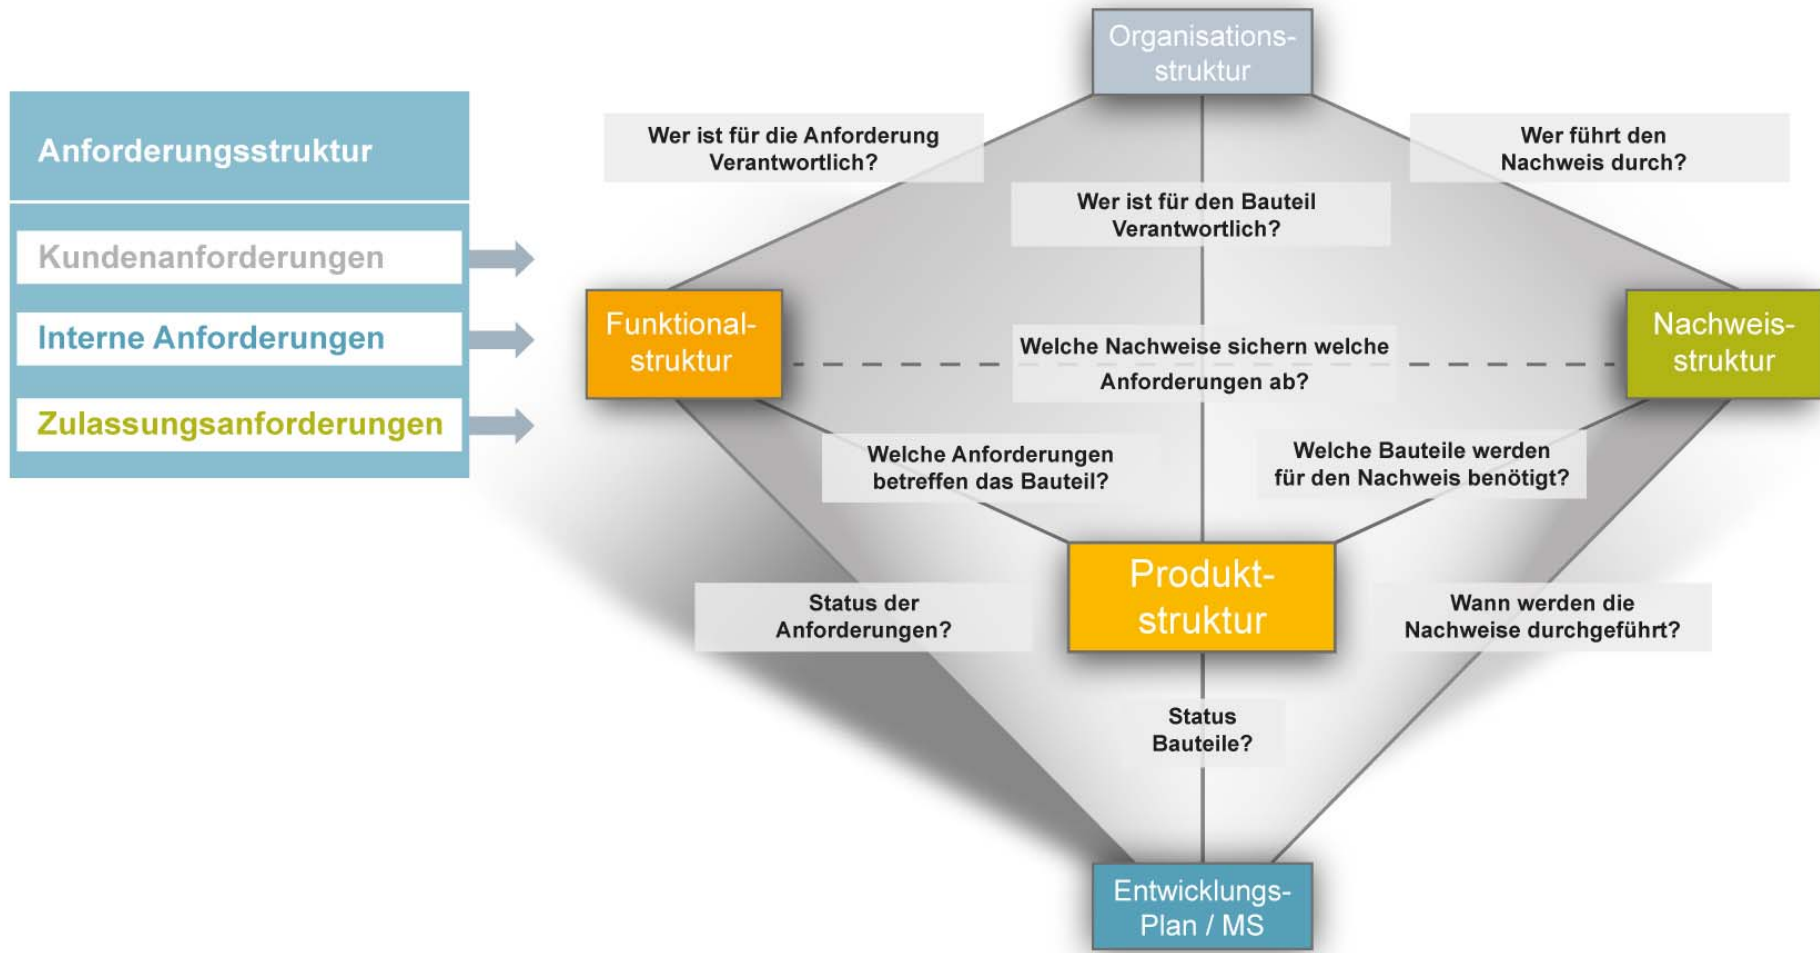 Organisations-
struktur
Anforderungsstruktur
Kundenanforderungen
Interne Anforderungen
Zulassungsanforderungen
Wer ist für die Anforderung
Verantwortlich?
Wer führt den
Nachweis durch?
Wer ist für den Bauteil
Verantwortlich?
Funktional-
struktur
Welche Nachweise sichern welche
Anforderungen ab?
Nachweis-
struktur
Welche Anforderungen
betreffen das Bauteil?
Welche Bauteile werden
für den Nachweis benötigt?
Produkt-
struktur
Status der
Anforderungen?
Wann werden die
Nachweise durchgeführt?
Status
Bauteile?
Entwicklungs-
Plan / MS